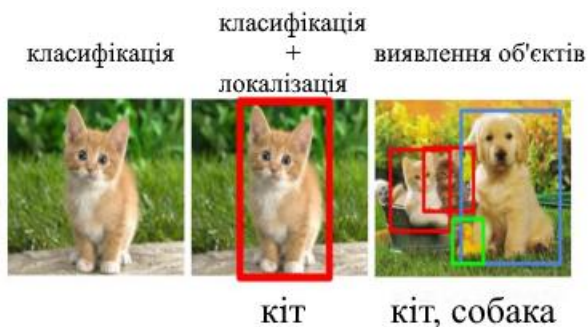 класифікація
класифікація
+
локалізація
виявлення об'єктів
кіт
кіт, собака